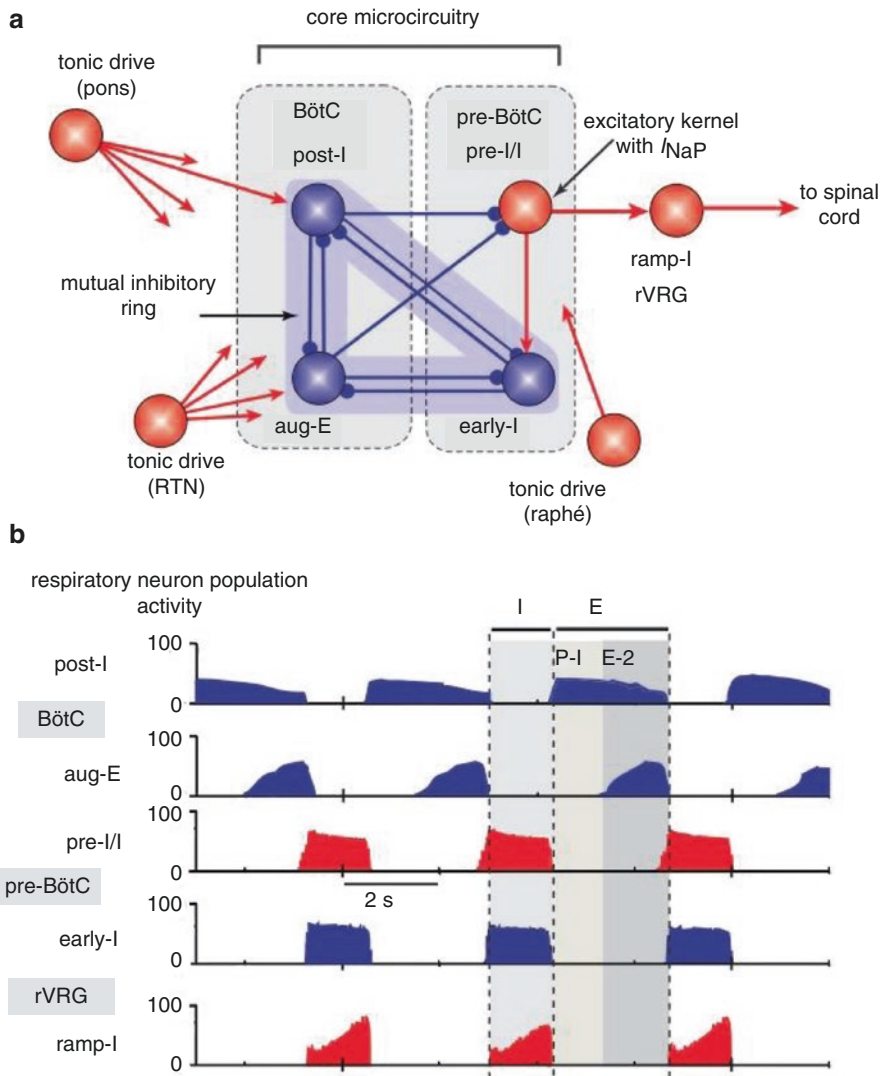 a
core microcircuitry
tonic drive
(pons)
BötC
post-I
pre-BötC
pre-I/I
excitatory kernel
with INaP
to spinal
cord
ramp-I
rVRG
mutual inhibitory
ring
aug-E
early-I
tonic drive
(RTN)
tonic drive
(raphé)
b
respiratory neuron population
activity
I
E
post-I
100
0
P-I
E-2
BötC
aug-E
100
0
pre-I/I
100
0
pre-BötC
2 s
early-I
100
0
rVRG
ramp-I
100
0